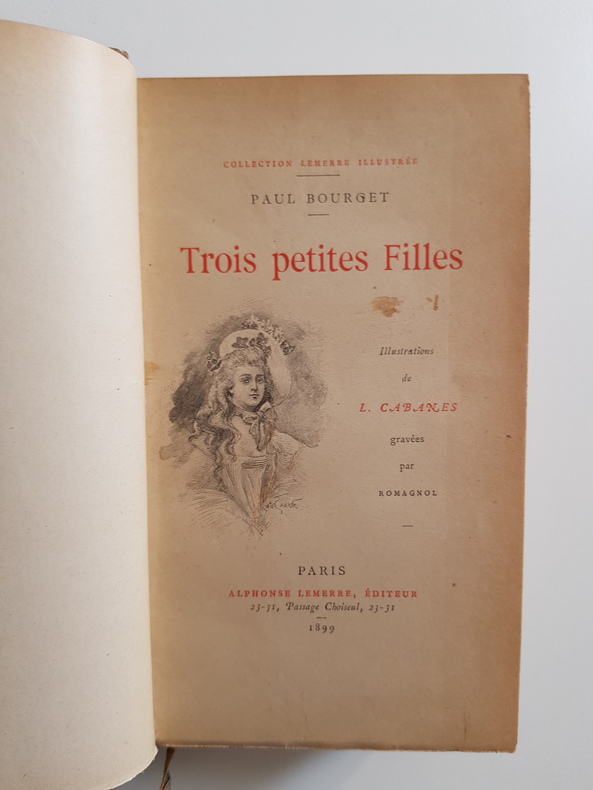 COLLECTION LEMERRE ILLUSTRÉE
PAUL BOURGET
Trois petites Filles
Illustrations
de
L. CABANES
gravées
par
ROMAGNOL
PARIS
ALPHONSE LEMERRE, ÉDITEUR
23-31, Passage Choiseul, 23-31
1899